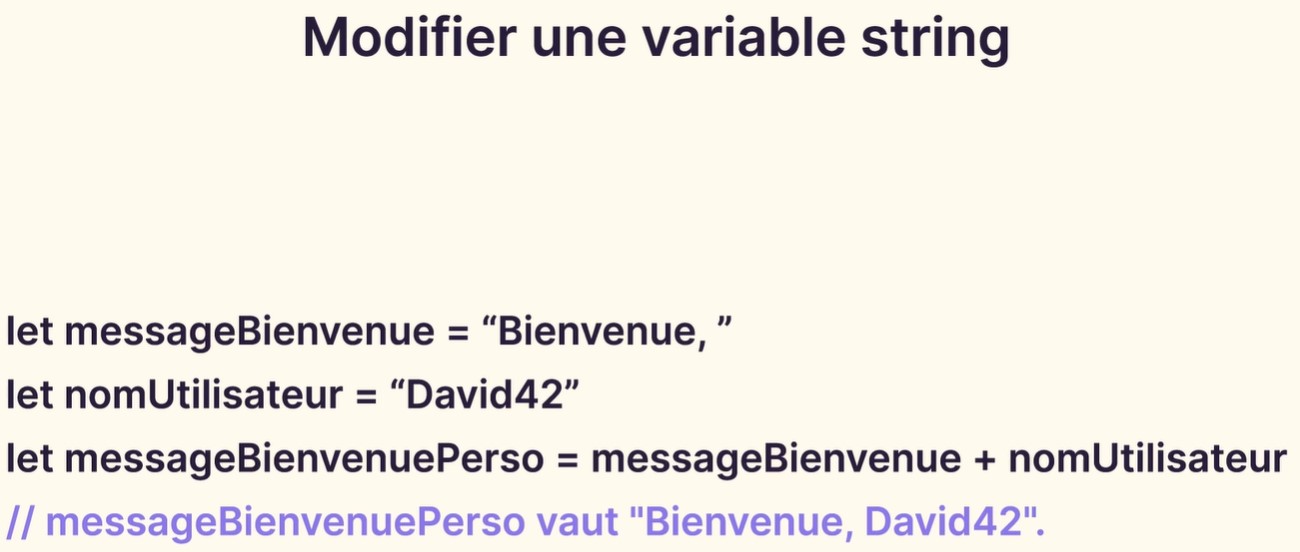 Modifier une variable string
let messageBienvenue = “Bienvenue, ”
let nomUtilisateur = “David42”
let messageBienvenuePerso = messageBienvenue + nomUtilisateur
// messageBienvenuePerso vaut "Bienvenue, David42".